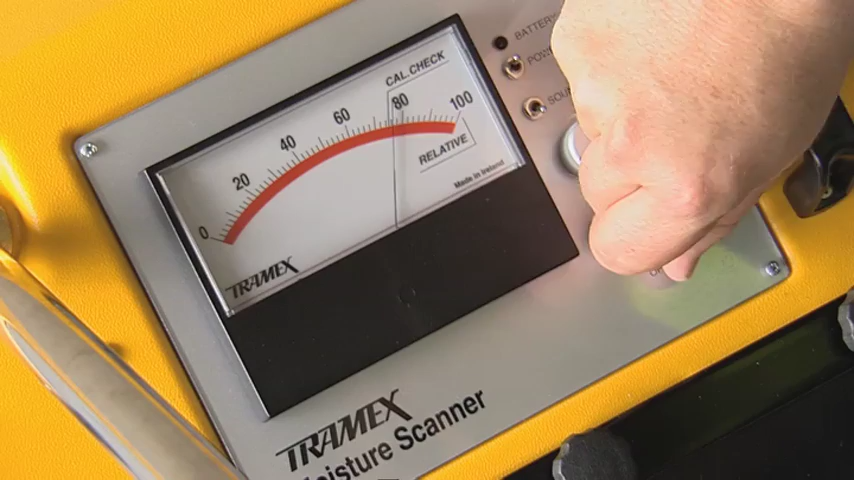 BATTERY
CAL. CHECK
0 20 40 60 80 100
RELATIVE
Made in Ireland
TRAMEX
TRAMEX
Moisture Scanner